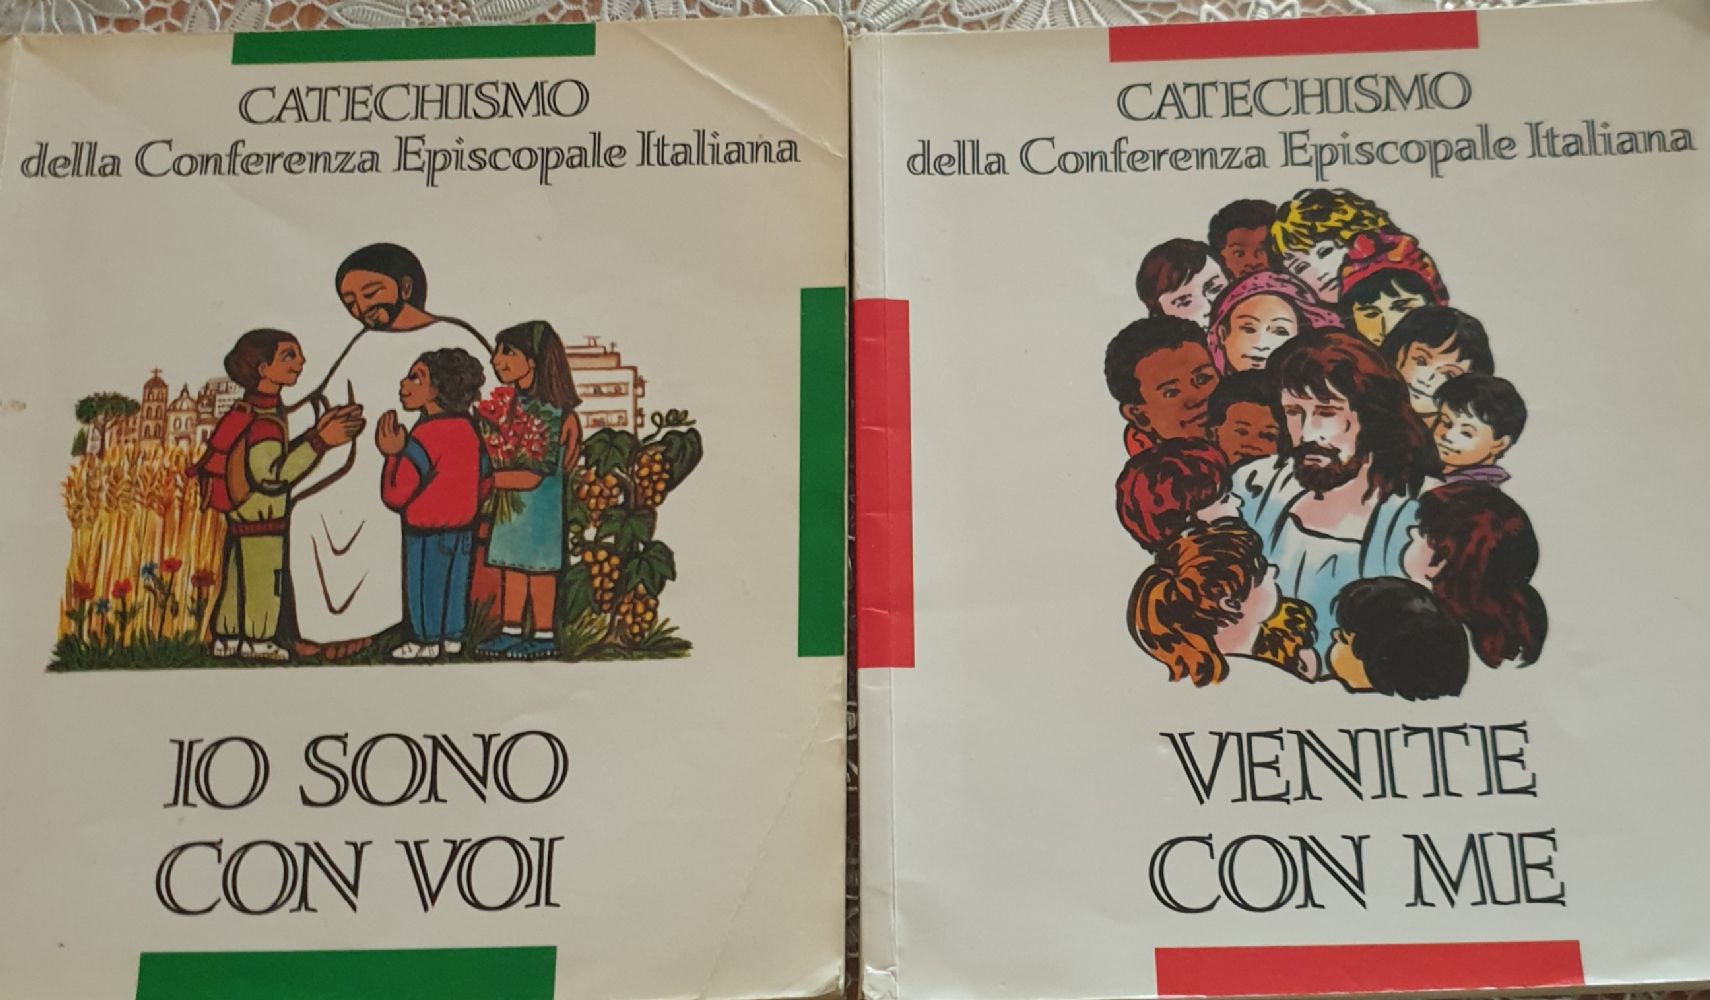 CATECHISMO
della Conferenza Episcopale Italiana
IO SONO
CON VOI
CATECHISMO
della Conferenza Episcopale Italiana
VENITE
CON ME